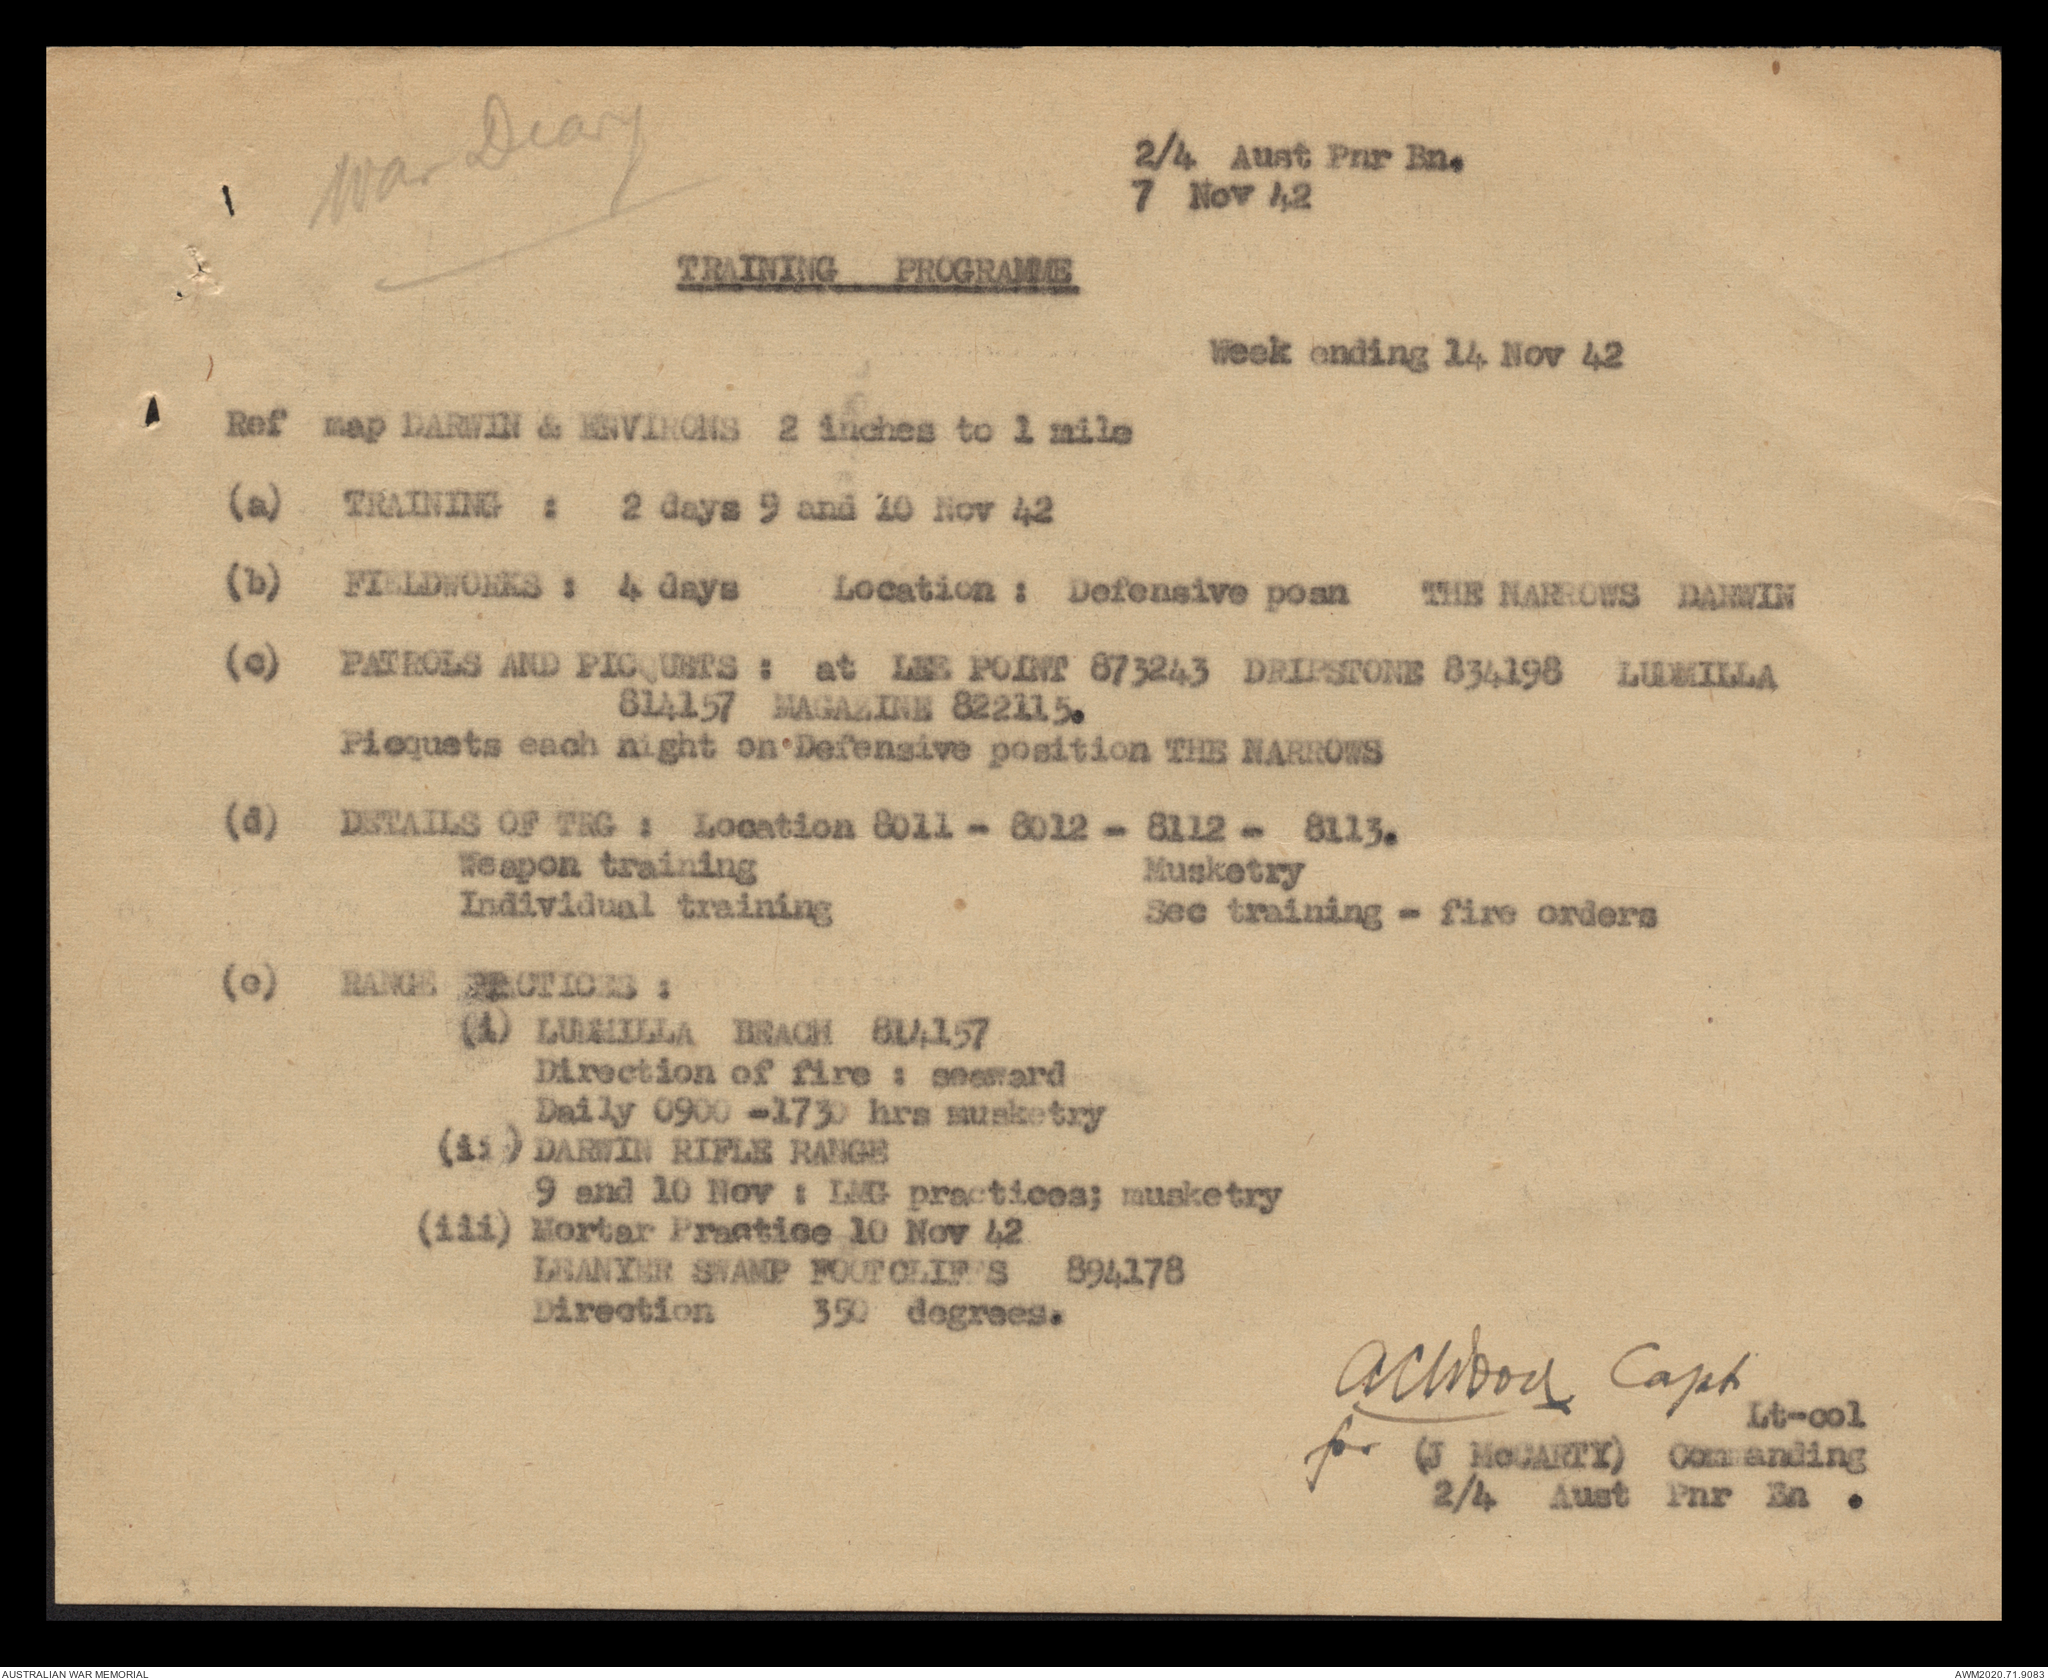 War Diary
2/4 Aust Pnr Bn.
7 Nov 42
TRAINING PROGRAMME
Week ending 14 Nov 42
Ref map DARWIN & ENVIRONS 2 inches to 1 mile
(a) TRAINING : 2 days 9 and 10 Nov 42
(b) FIELDWORKS : 4 days Location : Defensive posn THE NARROWS DARWIN
(c) PATROLS AND PICQUETS : at LEE POINT 873243 DRIPSTONE 834198 LUDMILLA
814157 MAGAZINE 822115.
Picquets each night on Defensive position THE NARROWS
(d) DETAILS OF TRG : Location 8011 - 8012 - 8112 - 8113.
Weapon training Musketry
Individual training Sec training - fire orders
(e) RANGE PRACTICES :
(i) LUDMILLA BEACH 814157
Direction of fire : seaward
Daily 0900 -1730 hrs musketry
(ii) DARWIN RIFLE RANGE
9 and 10 Nov : LMG practices; musketry
(iii) Mortar Practice 10 Nov 42
LEANYER SWAMP FOOTCLIFFS 894178
Direction 350 degrees.
ACWood Capt
Lt-col
for (J McCARTY) Commanding
2/4 Aust Pnr Bn .
AUSTRALIAN WAR MEMORIAL
AWM2020.71.9083